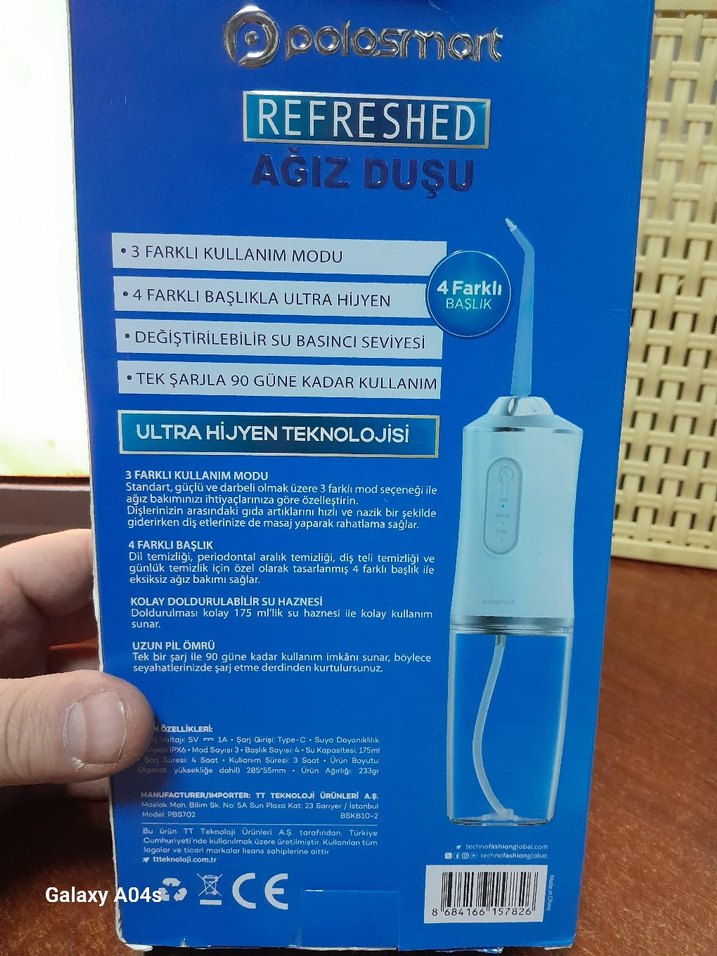 polosmart
REFRESHED
AĞIZ DUŞU
• 3 FARKLI KULLANIM MODU
• 4 FARKLI BAŞLIKLA ULTRA HİJYEN
• DEĞİŞTİRİLEBİLİR SU BASINCI SEVİYESİ
• TEK ŞARJLA 90 GÜNE KADAR KULLANIM
4 Farklı
BAŞLIK
ULTRA HİJYEN TEKNOLOJİSİ
3 FARKLI KULLANIM MODU
Standart, güçlü ve darbeli olmak üzere 3 farklı mod seçeneği ile
ağız bakımınızı ihtiyaçlarınıza göre özelleştirin.
Dişlerinizin arasındaki gıda artıklarını hızlı ve nazik bir şekilde
giderirken diş etlerinize de masaj yaparak rahatlama sağlar.
4 FARKLI BAŞLIK
Dil temizliği, periodontal aralık temizliği, diş teli temizliği ve
günlük temizlik için özel olarak tasarlanmış 4 farklı başlık ile
eksiksiz ağız bakımı sağlar.
KOLAY DOLDURULABİLİR SU HAZNESİ
Doldurulması kolay 175 ml'lik su haznesi ile kolay kullanım
sunar.
UZUN PİL ÖMRÜ
Tek bir şarj ile 90 güne kadar kullanım imkânı sunar, böylece
seyahatlerinizde şarj etme derdinden kurtulursunuz.
polosmart
ÖZELLİKLERİ:
Voltajı: 5V ⎓ 1A • Şarj Girişi: Type-C • Suya Dayanıklılık
IPX6 • Mod Sayısı 3 • Başlık Sayısı: 4 • Su Kapasitesi: 175ml
• Şarj Süresi: 4 Saat • Kullanım Süresi: 3 Saat • Ürün Boyutu:
(Aparat yüksekliğe dahil) 285*55mm • Ürün Ağırlığı: 233gr
MANUFACTURER/IMPORTER: TT TEKNOLOJİ ÜRÜNLERİ A.Ş.
Maslak Mah. Bilim Sk. No: 5A Sun Plaza Kat: 23 Sarıyer / İstanbul
Model: PBS702 BSKB10-2
Bu ürün TT Teknoloji Ürünleri A.Ş tarafından, Türkiye
Cumhuriyeti'nde kullanılmak üzere üretilmiştir. Kullanılan tüm
logolar ve ticari markalar lisans sahiplerine aittir
ttteknoloji.com.tr
technofashionglobal.com
technofashionglobal
Made in China
8 684166 157826
CE
Galaxy A04s